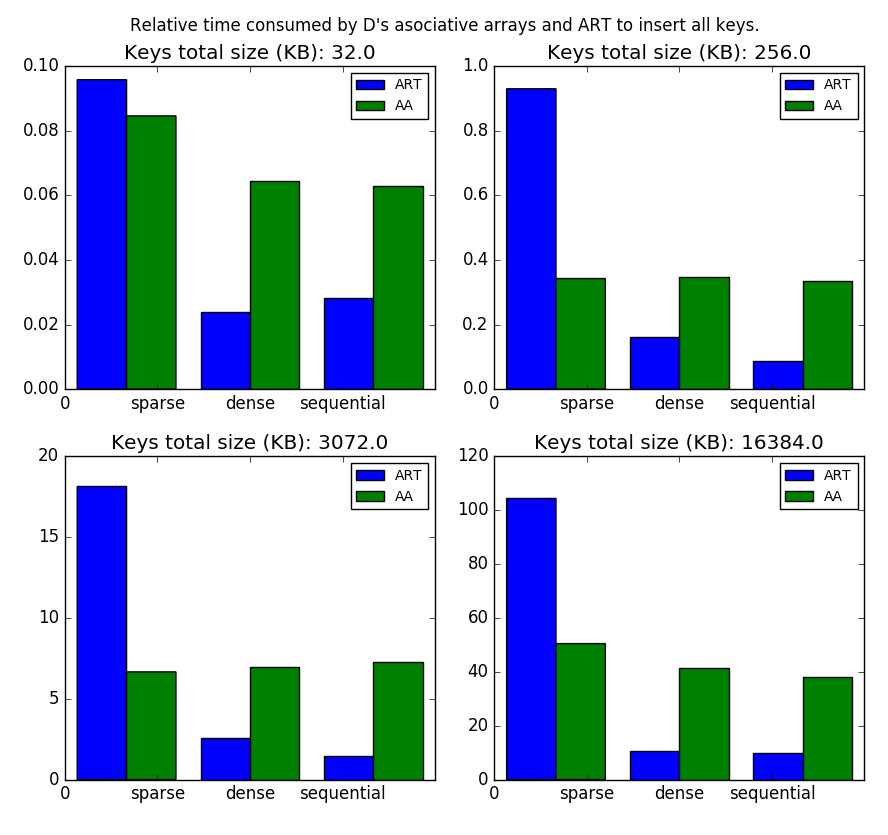 Relative time consumed by D's asociative arrays and ART to insert all keys.
Keys total size (KB): 32.0
0.10
0.08
0.06
0.04
0.02
0.00
ART
AA
0 sparse dense sequential
Keys total size (KB): 256.0
1.0
0.8
0.6
0.4
0.2
0.0
ART
AA
0 sparse dense sequential
Keys total size (KB): 3072.0
20
15
10
5
0
ART
AA
0 sparse dense sequential
Keys total size (KB): 16384.0
120
100
80
60
40
20
0
ART
AA
0 sparse dense sequential